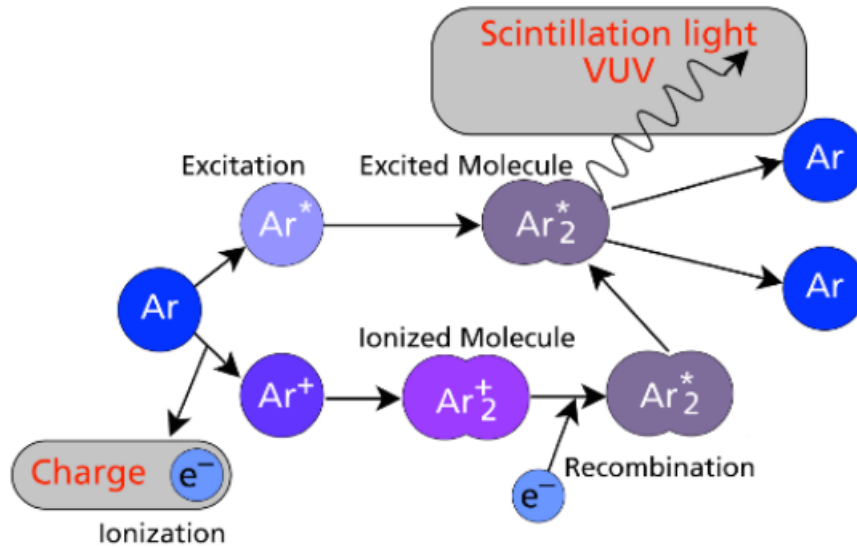 Scintillation light
VUV
Excitation
Excited Molecule
Ar
Ar*
Ar₂*
Ar
Ar
Ionized Molecule
Ar⁺
Ar₂⁺
Ar₂*
Charge e⁻
e⁻
Recombination
Ionization